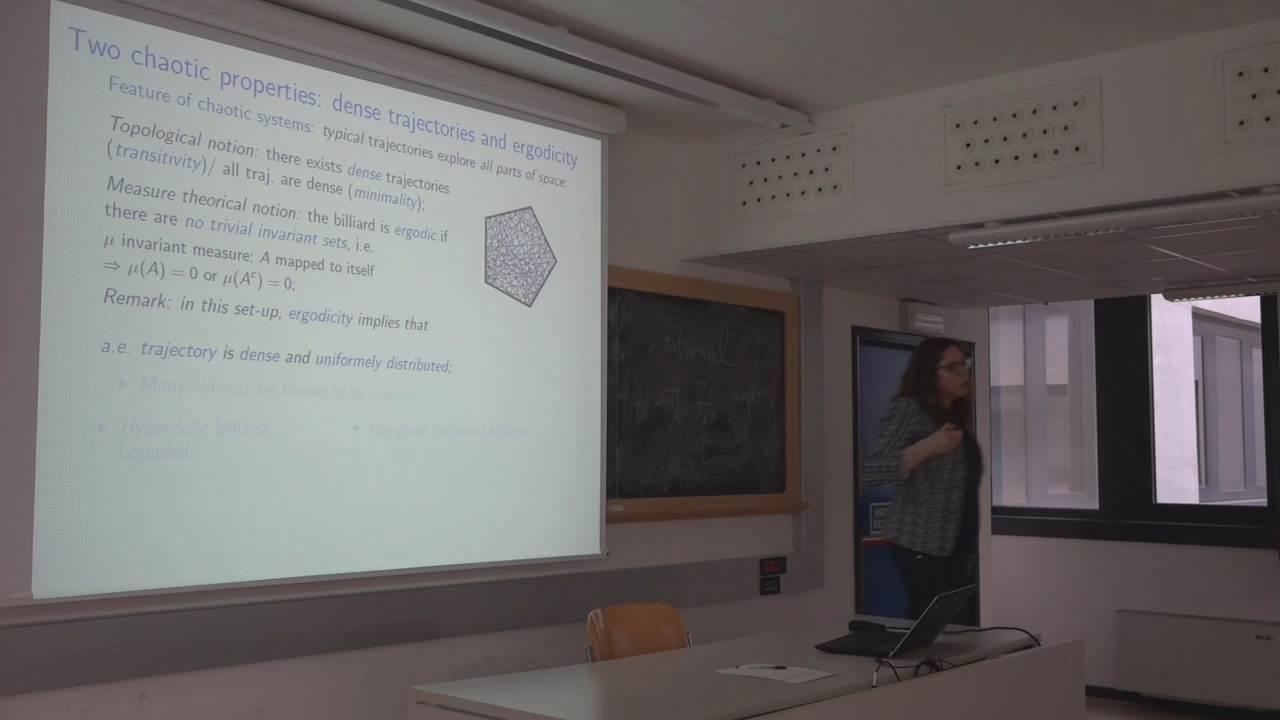 Two chaotic properties: dense trajectories and ergodicity
Feature of chaotic systems: typical trajectories explore all parts of space;
Topological notion: there exists dense trajectories
(transitivity)/ all traj. are dense (minimality);
Measure theorical notion: the billiard is ergodic if
there are no trivial invariant sets, i.e.
μ invariant measure; A mapped to itself
⇒ μ(A) = 0 or μ(Aᶜ) = 0;
Remark: in this set-up, ergodicity implies that
a.e. trajectory is dense and uniformely distributed;
▶ Many billiards are known to be ergodic
▶ Hyperbolic billiards
bounded
▶ Polygonal (rational) billiards
rational
angles